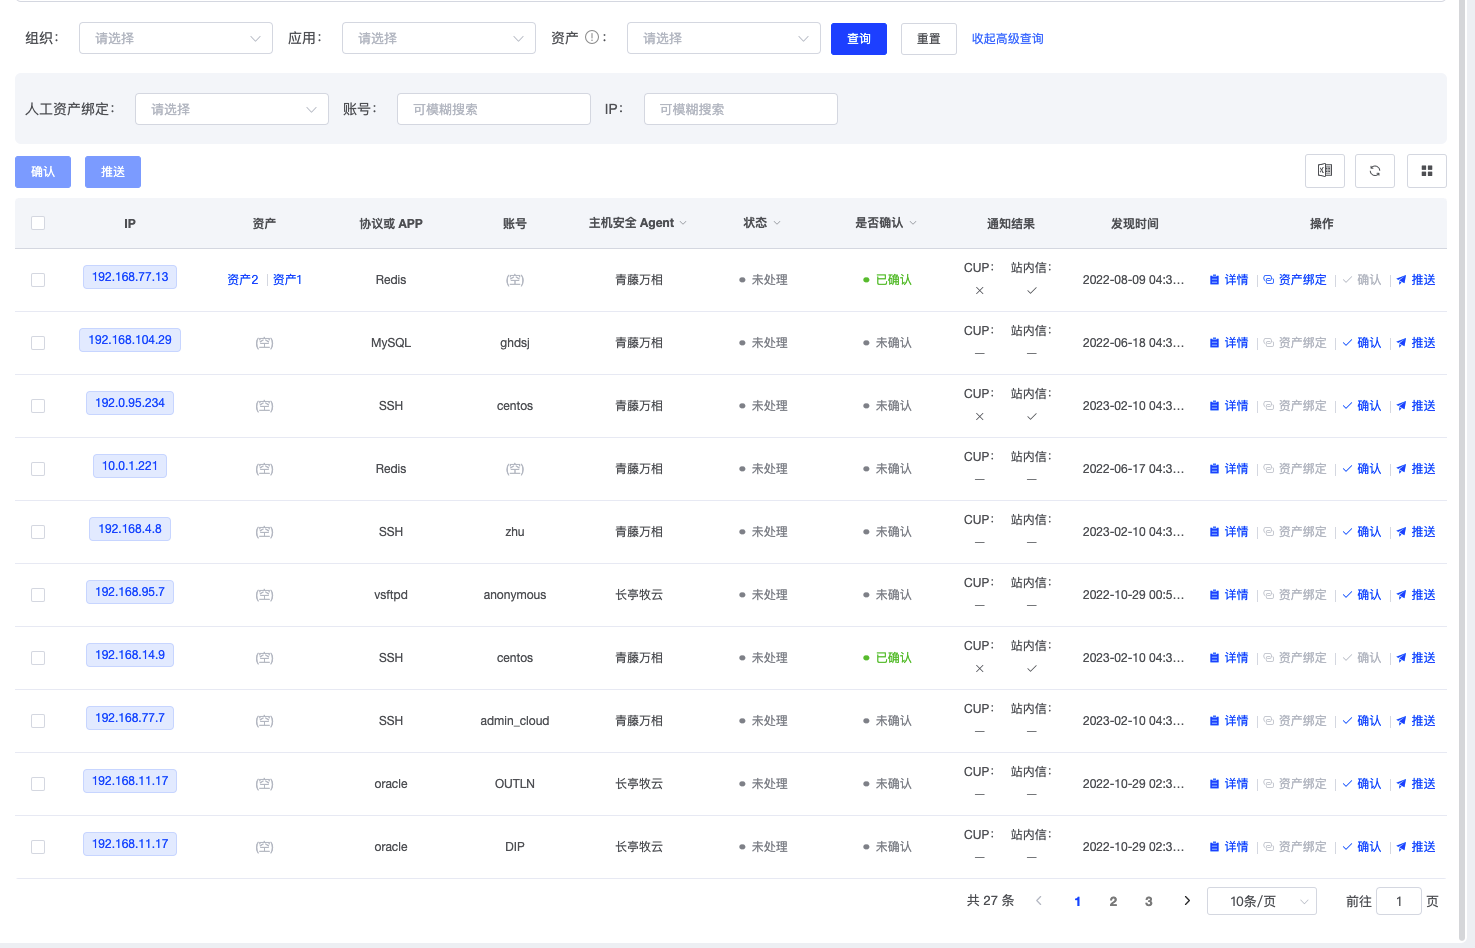 组织： 请选择 应用： 请选择 资产 ： 请选择 查询 重置 收起高级查询
人工资产绑定： 请选择 账号： 可模糊搜索 IP： 可模糊搜索
确认 推送
IP 资产 协议或 APP 账号 主机安全 Agent 状态 是否确认 通知结果 发现时间 操作
192.168.77.13 资产2 资产1 Redis (空) 青藤万相 未处理 已确认 CUP： × 站内信： ✓ 2022-08-09 04:3... 详情 资产绑定 确认 推送
192.168.104.29 (空) MySQL ghdsj 青藤万相 未处理 未确认 CUP： — 站内信： — 2022-06-18 04:3... 详情 资产绑定 确认 推送
192.0.95.234 (空) SSH centos 青藤万相 未处理 未确认 CUP： × 站内信： ✓ 2023-02-10 04:3... 详情 资产绑定 确认 推送
10.0.1.221 (空) Redis (空) 青藤万相 未处理 未确认 CUP： — 站内信： — 2022-06-17 04:3... 详情 资产绑定 确认 推送
192.168.4.8 (空) SSH zhu 青藤万相 未处理 未确认 CUP： — 站内信： — 2023-02-10 04:3... 详情 资产绑定 确认 推送
192.168.95.7 (空) vsftpd anonymous 长亭牧云 未处理 未确认 CUP： — 站内信： — 2022-10-29 00:5... 详情 资产绑定 确认 推送
192.168.14.9 (空) SSH centos 青藤万相 未处理 已确认 CUP： × 站内信： ✓ 2023-02-10 04:3... 详情 资产绑定 确认 推送
192.168.77.7 (空) SSH admin_cloud 青藤万相 未处理 未确认 CUP： — 站内信： — 2023-02-10 04:3... 详情 资产绑定 确认 推送
192.168.11.17 (空) oracle OUTLN 长亭牧云 未处理 未确认 CUP： — 站内信： — 2022-10-29 02:3... 详情 资产绑定 确认 推送
192.168.11.17 (空) oracle DIP 长亭牧云 未处理 未确认 CUP： — 站内信： — 2022-10-29 02:3... 详情 资产绑定 确认 推送
共 27 条 1 2 3 10条/页 前往 1 页